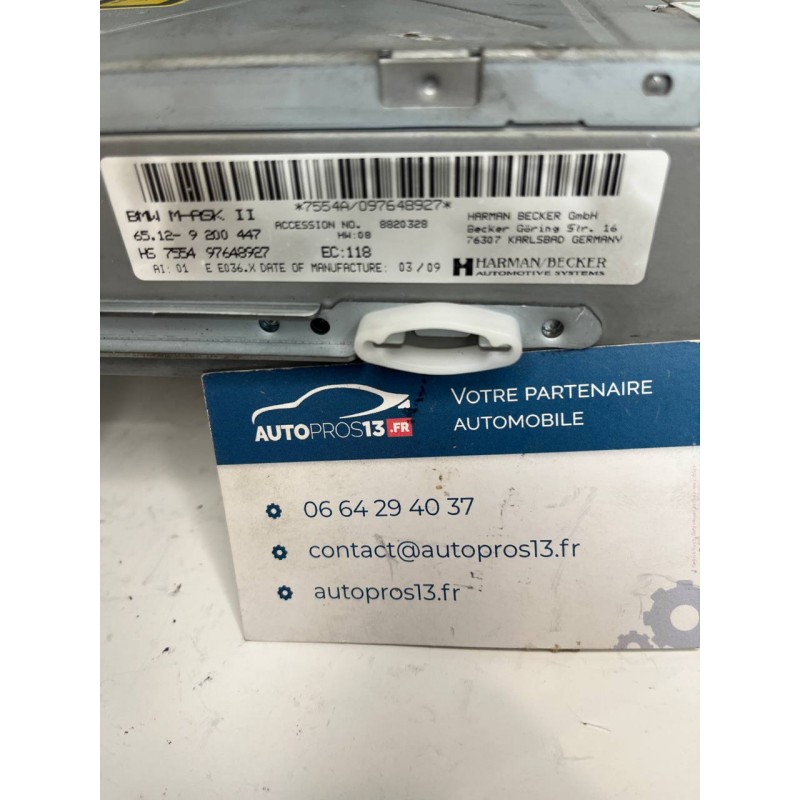 *7554A/097648927*
BMW M-ASK II
65.12- 9 200 447
HS 7554 97648927
AI: 01 E E036.X DATE OF MANUFACTURE: 03/09
ACCESSION NO. 8820328
HW:08
EC:118
HARMAN BECKER GmbH
Becker Göring Str. 16
76307 KARLSBAD GERMANY
HARMAN/BECKER
AUTOMOTIVE SYSTEMS
AUTOPROS13.FR
VOTRE PARTENAIRE
AUTOMOBILE
06 64 29 40 37
contact@autopros13.fr
autopros13.fr